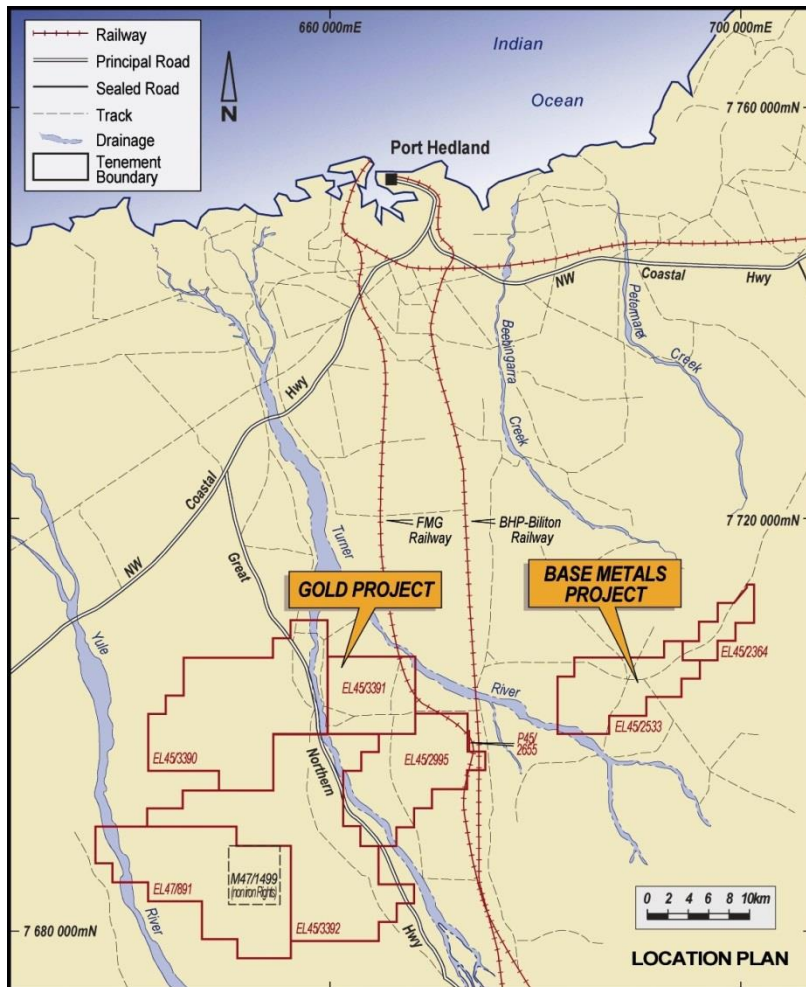 660 000mE
700 000mE
Railway
Principal Road
Sealed Road
Track
Drainage
Tenement
Boundary
N
Indian
Ocean
7 760 000mN
Port Hedland
NW
Coastal
Hwy
Petermarer
Creek
Beebingarra
Creek
Hwy
Coastal
NW
Great
Turner
FMG
Railway
BHP-Biliton
Railway
7 720 000mN
GOLD PROJECT
BASE METALS
PROJECT
Yule
River
EL45/2364
EL45/3391
EL45/2533
P45/
2655
EL45/3390
Northern
EL45/2995
M47/1499
(non iron Rights)
EL47/891
River
EL45/3392
Hwy
7 680 000mN
0 2 4 6 8 10km
LOCATION PLAN